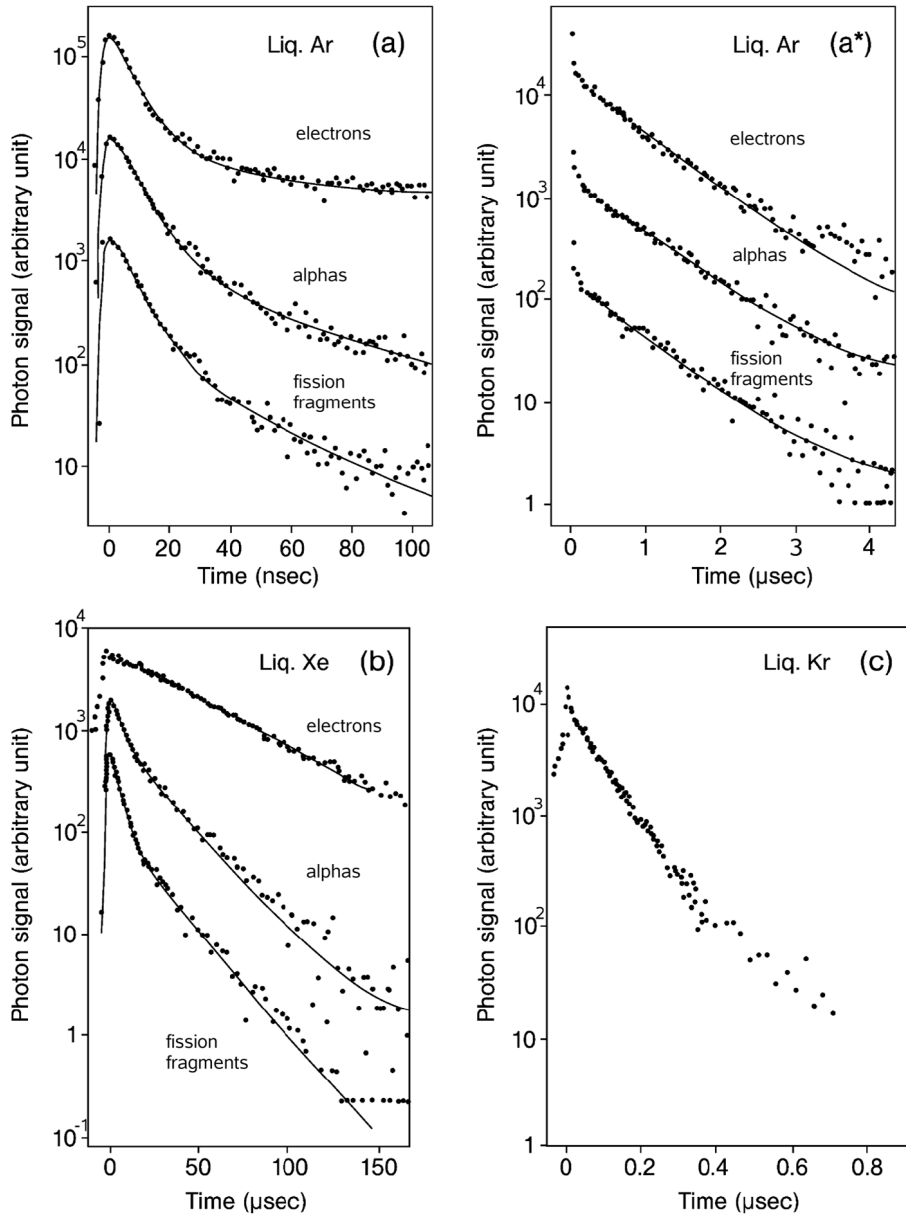 Liq. Ar (a)
Photon signal (arbitrary unit)
10^5
10^4
10^3
10^2
10
electrons
alphas
fission
fragments
0 20 40 60 80 100
Time (nsec)
Liq. Ar (a*)
Photon signal (arbitrary unit)
10^4
10^3
10^2
10
1
electrons
alphas
fission
fragments
0 1 2 3 4
Time (μsec)
Liq. Xe (b)
Photon signal (arbitrary unit)
10^4
10^3
10^2
10
1
10^-1
electrons
alphas
fission
fragments
0 50 100 150
Time (μsec)
Liq. Kr (c)
Photon signal (arbitrary unit)
10^4
10^3
10^2
10
1
0 0.2 0.4 0.6 0.8
Time (μsec)